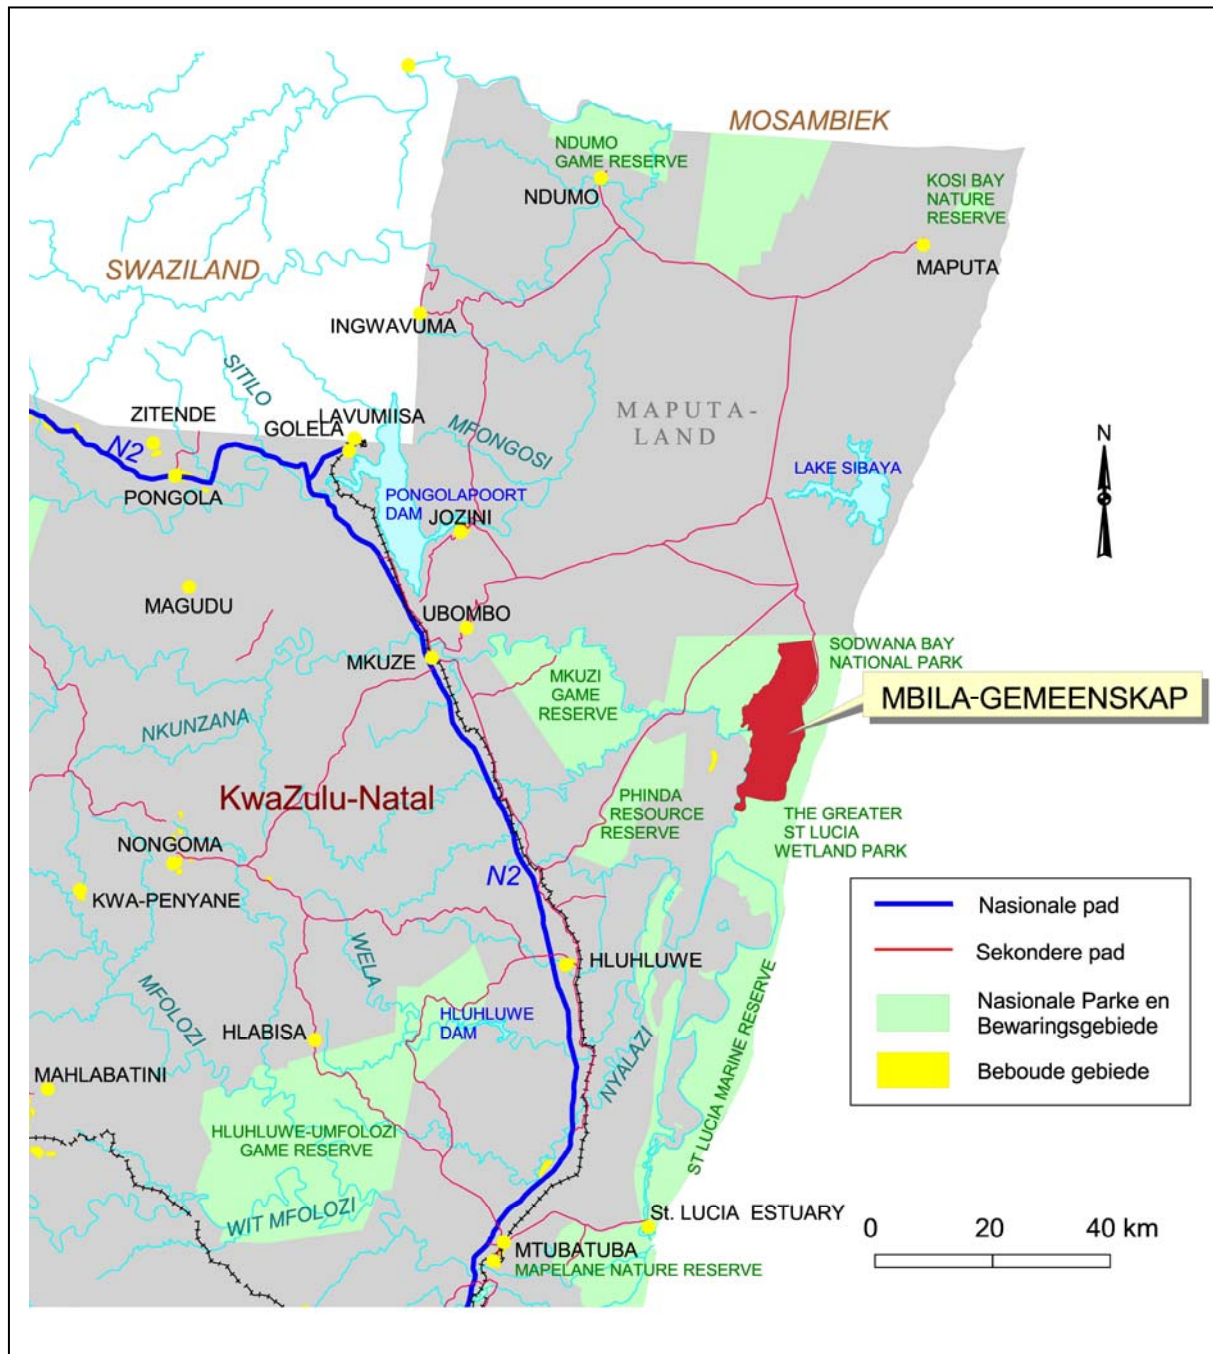 MOSAMBIEK
NDUMO
GAME RESERVE
NDUMO
KOSI BAY
NATURE
RESERVE
MAPUTA
SWAZILAND
INGWAVUMA
SITILO
ZITENDE
LAVUMIISA
GOLELA
MFONGOSI
MAPUTA-
LAND
N
N2
LAKE SIBAYA
PONGOLA
PONGOLAPOORT
DAM
JOZINI
MAGUDU
UBOMBO
MKUZE
SODWANA BAY
NATIONAL PARK
MKUZI
GAME
RESERVE
MBILA-GEMEENSKAP
NKUNZANA
KwaZulu-Natal
PHINDA
RESOURCE
RESERVE
THE GREATER
ST LUCIA
WETLAND PARK
NONGOMA
N2
KWA-PENYANE
Nasionale pad
Sekondere pad
Nasionale Parke en
Bewaringsgebiede
Beboude gebiede
WELA
HLUHLUWE
MFOLOZI
HLUHLUWE
DAM
HLABISA
NYALAZI
ST LUCIA MARINE RESERVE
MAHLABATINI
HLUHLUWE-UMFOLOZI
GAME RESERVE
WIT MFOLOZI
St. LUCIA ESTUARY
MTUBATUBA
MAPELANE NATURE RESERVE
0 20 40 km